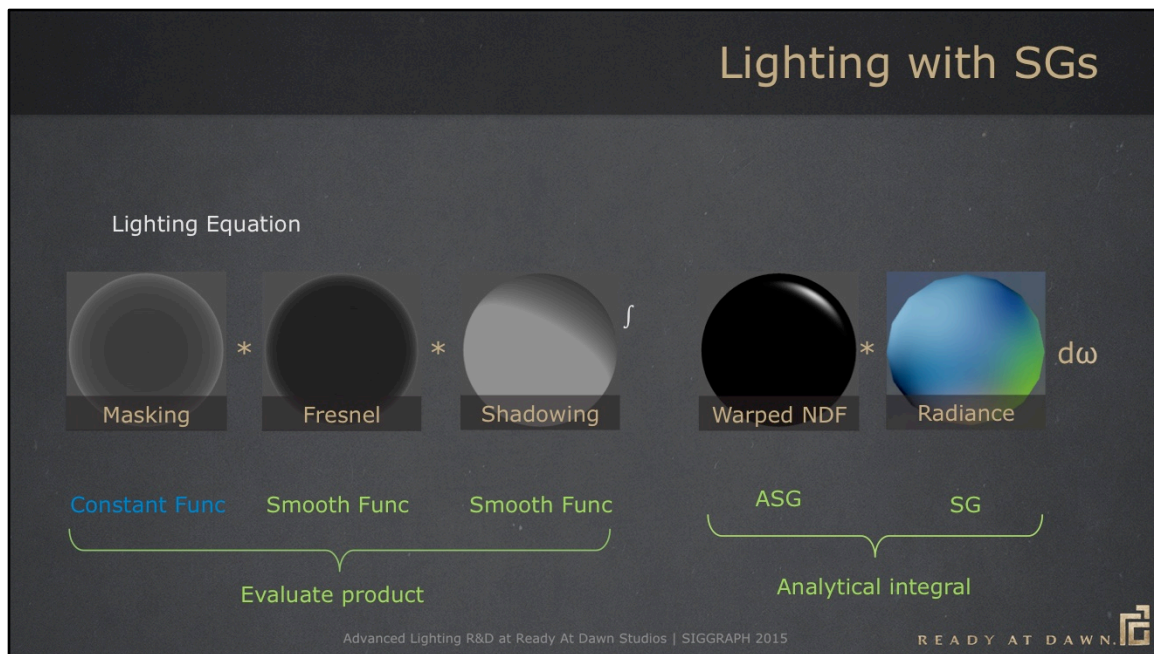 Lighting with SGs
Lighting Equation
* * ∫ * dω
Masking Fresnel Shadowing Warped NDF Radiance
Constant Func Smooth Func Smooth Func ASG SG
Evaluate product Analytical integral
Advanced Lighting R&D at Ready At Dawn Studios | SIGGRAPH 2015
READY AT DAWN.